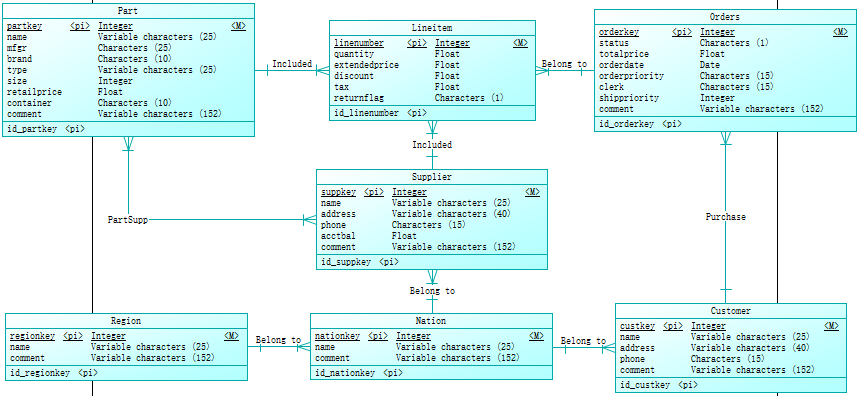 Part
partkey <pi> Integer <M>
name Variable characters (25)
mfgr Characters (25)
brand Characters (10)
type Variable characters (25)
size Integer
retailprice Float
container Characters (10)
comment Variable characters (152)
id_partkey <pi>
Included
Lineitem
linenumber <pi> Integer <M>
quantity Float
extendedprice Float
discount Float
tax Float
returnflag Characters (1)
id_linenumber <pi>
Belong to
Orders
orderkey <pi> Integer <M>
status Characters (1)
totalprice Float
orderdate Date
orderpriority Characters (15)
clerk Characters (15)
shippriority Integer
comment Variable characters (152)
id_orderkey <pi>
Included
PartSupp
Supplier
suppkey <pi> Integer <M>
name Variable characters (25)
address Variable characters (40)
phone Characters (15)
acctbal Float
comment Variable characters (152)
id_suppkey <pi>
Purchase
Belong to
Region
regionkey <pi> Integer <M>
name Variable characters (25)
comment Variable characters (152)
id_regionkey <pi>
Belong to
Nation
nationkey <pi> Integer <M>
name Variable characters (25)
comment Variable characters (152)
id_nationkey <pi>
Belong to
Customer
custkey <pi> Integer <M>
name Variable characters (25)
address Variable characters (40)
phone Characters (15)
comment Variable characters (152)
id_custkey <pi>